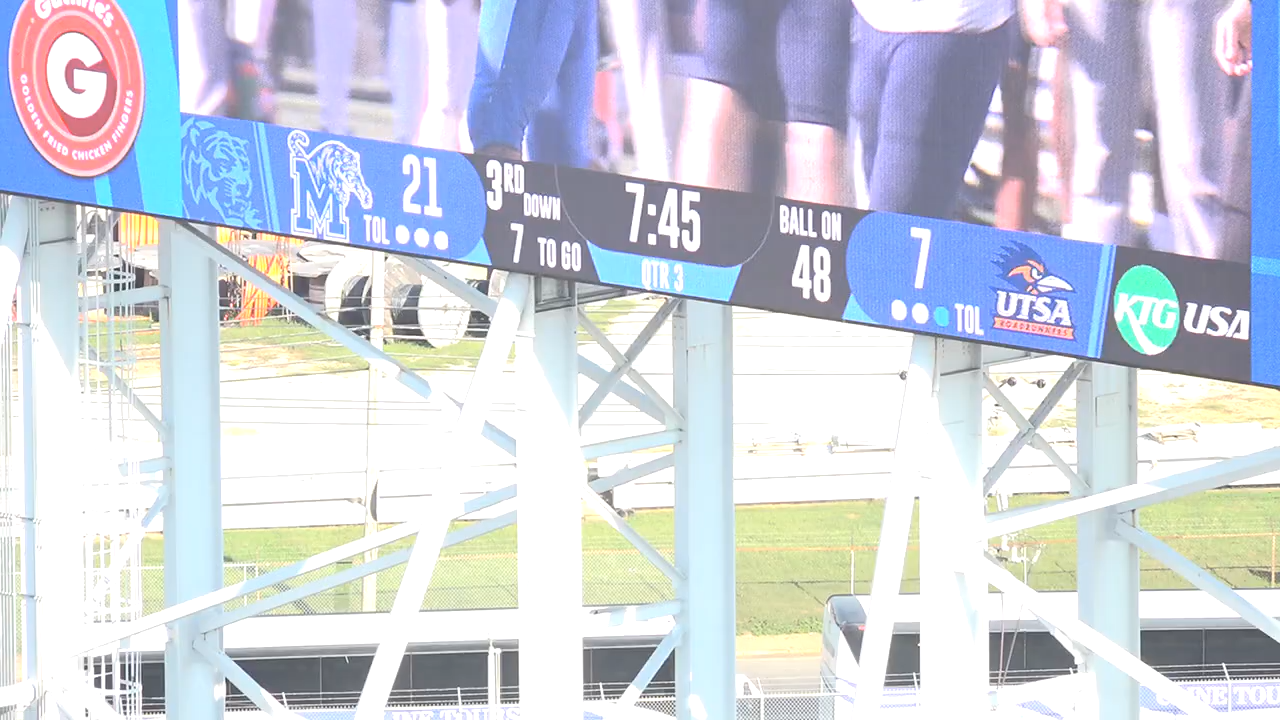 Guthrie's
G
GOLDEN FRIED CHICKEN FINGERS
M
TOL
21
3RD
DOWN
7 TO GO
7:45
QTR 3
BALL ON
48
7
TOL
UTSA
ROADRUNNERS
KTG USA